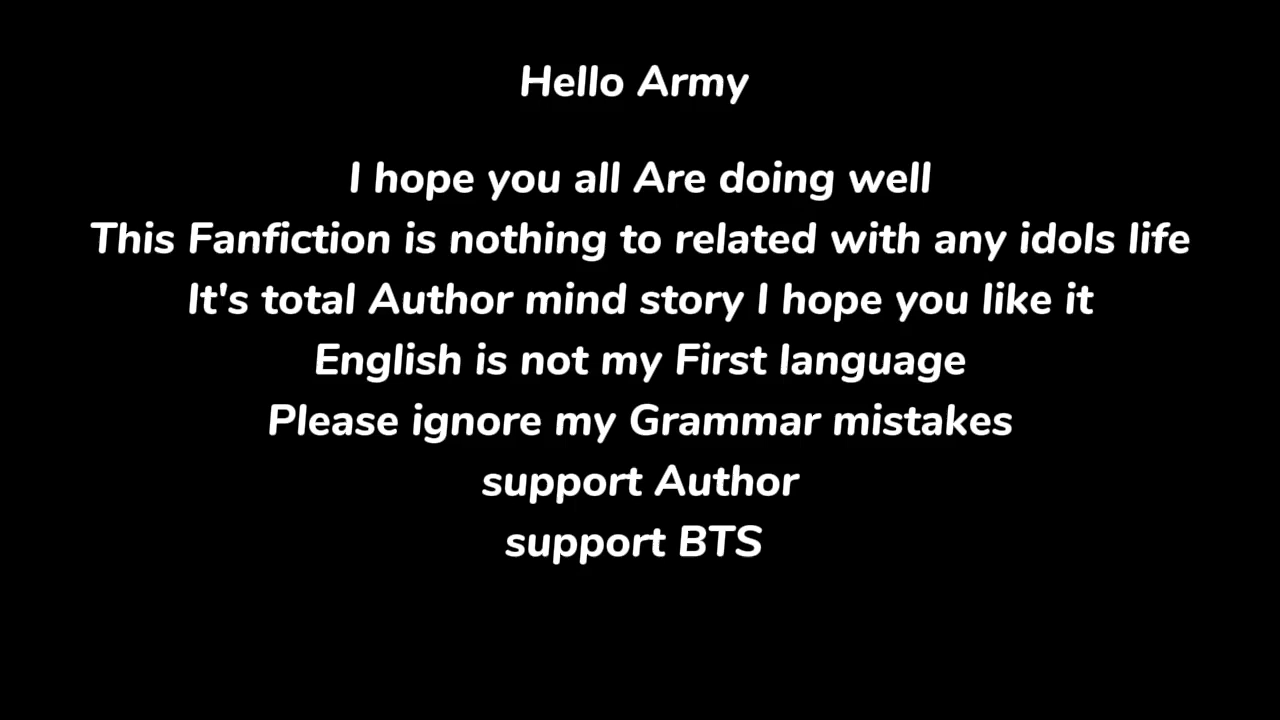 Hello Army
I hope you all Are doing well
This Fanfiction is nothing to related with any idols life
It's total Author mind story I hope you like it
English is not my First language
Please ignore my Grammar mistakes
support Author
support BTS